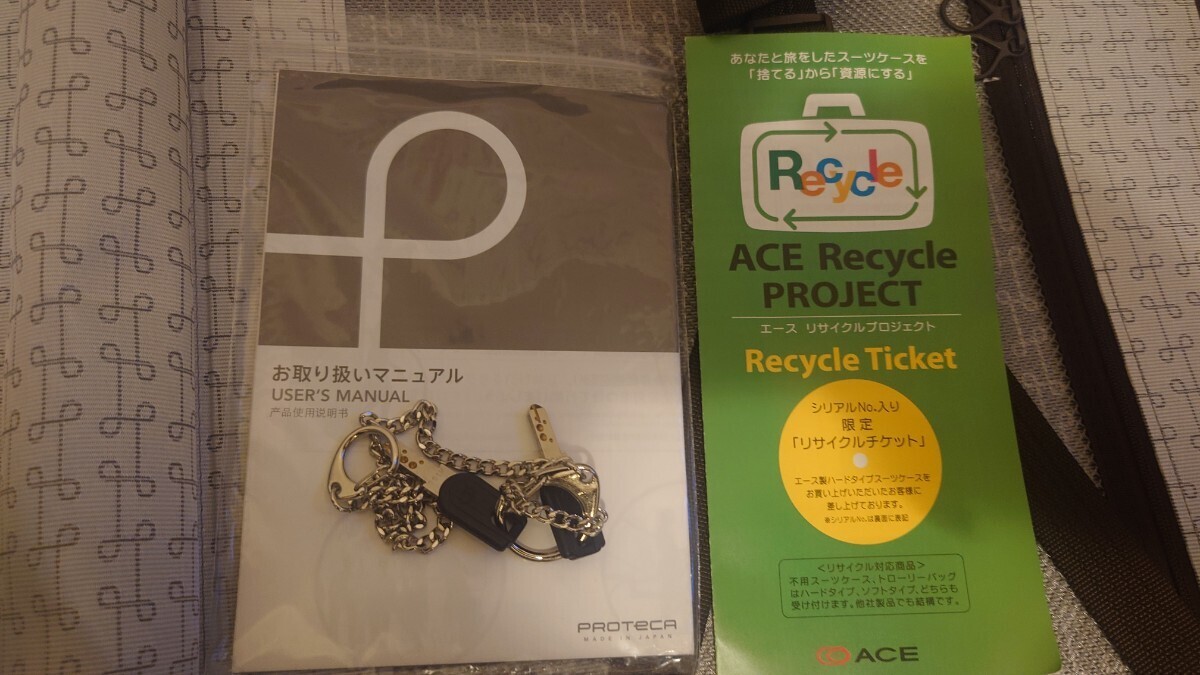 お取り扱いマニュアル
USER'S MANUAL
产品使用说明书
PROTeCA
MADE IN JAPAN
あなたと旅をしたスーツケースを
「捨てる」から「資源にする」
Recycle
ACE Recycle
PROJECT
エース リサイクルプロジェクト
Recycle Ticket
シリアルNo.入り
限定
「リサイクルチケット」
エース製ハードタイプスーツケースを
お買い上げいただいたお客様に
差し上げております。
※シリアルNo.は裏面に表記
<リサイクル対応商品>
不用スーツケース、トローリーバッグ
はハードタイプ、ソフトタイプ、どちらも
受け付けます。他社製品でも結構です。
ACE